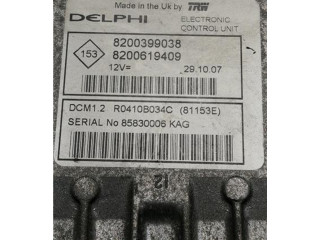 Made in the Uk by TRW
DELPHI ELECTRONIC
CONTROL UNIT
153
8200399038
8200619409
12V= 29.10.07
DCM1.2 R0410B034C (81153E)
SERIAL No 85830006 KAG
12